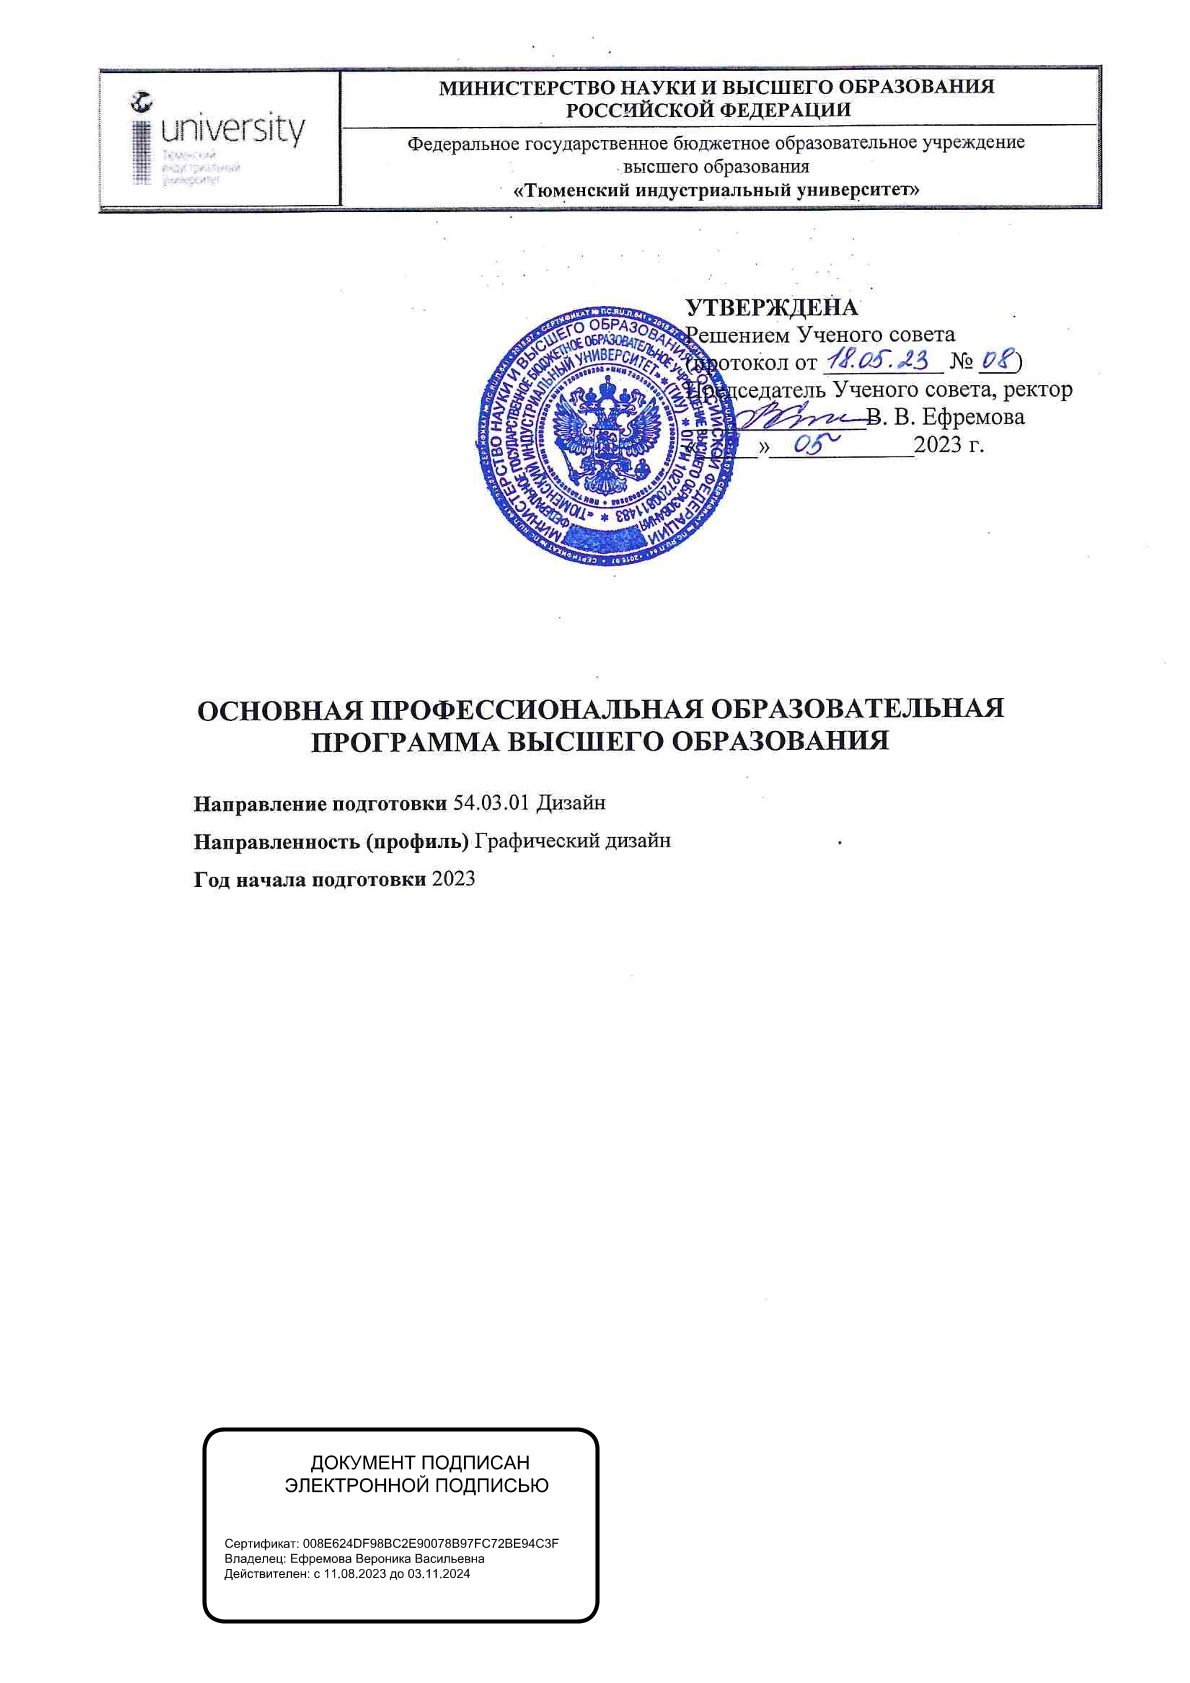 university
Тюменский
индустриальный
университет
МИНИСТЕРСТВО НАУКИ И ВЫСШЕГО ОБРАЗОВАНИЯ
РОССИЙСКОЙ ФЕДЕРАЦИИ
Федеральное государственное бюджетное образовательное учреждение
высшего образования
«Тюменский индустриальный университет»
УТВЕРЖДЕНА
Решением Ученого совета
(протокол от 18.05.23 № 08)
Председатель Ученого совета, ректор
В. В. Ефремова
«____»____05____2023 г.
МИНИСТЕРСТВО НАУКИ И ВЫСШЕГО ОБРАЗОВАНИЯ РОССИЙСКОЙ ФЕДЕРАЦИИ
ФЕДЕРАЛЬНОЕ ГОСУДАРСТВЕННОЕ БЮДЖЕТНОЕ ОБРАЗОВАТЕЛЬНОЕ УЧРЕЖДЕНИЕ ВЫСШЕГО ОБРАЗОВАНИЯ
«ТЮМЕНСКИЙ ИНДУСТРИАЛЬНЫЙ УНИВЕРСИТЕТ» * (ТИУ) * ОГРН 1027200811483 *
ОСНОВНАЯ ПРОФЕССИОНАЛЬНАЯ ОБРАЗОВАТЕЛЬНАЯ
ПРОГРАММА ВЫСШЕГО ОБРАЗОВАНИЯ
Направление подготовки 54.03.01 Дизайн
Направленность (профиль) Графический дизайн
Год начала подготовки 2023
ДОКУМЕНТ ПОДПИСАН
ЭЛЕКТРОННОЙ ПОДПИСЬЮ
Сертификат: 008E624DF98BC2E90078B97FC72BE94C3F
Владелец: Ефремова Вероника Васильевна
Действителен: с 11.08.2023 до 03.11.2024